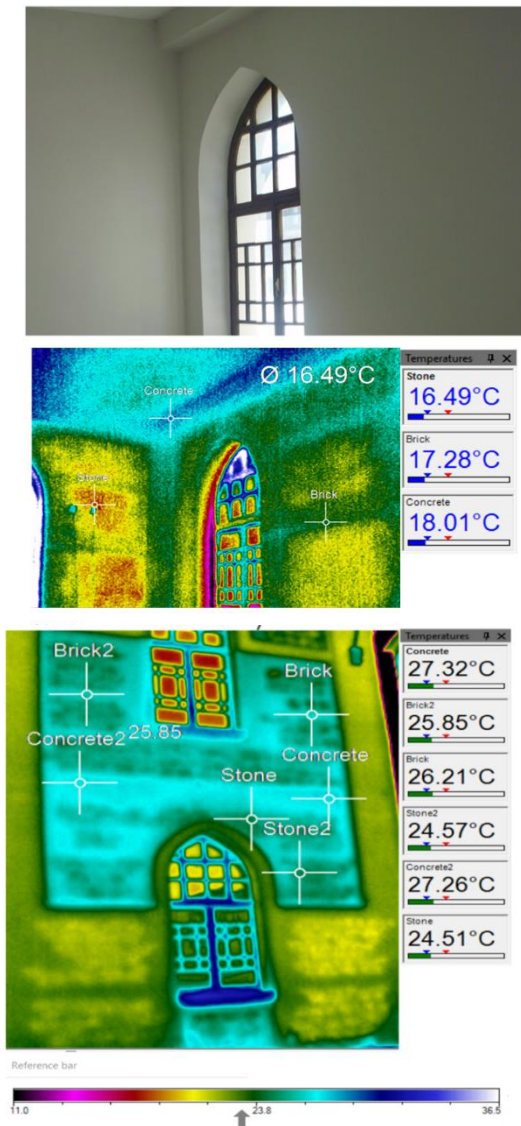 Temperatures
Concrete
Ø 16.49°C
Stone
Brick
Stone
16.49°C
Brick
17.28°C
Concrete
18.01°C
Temperatures
Brick2
Brick
Concrete2
25.85
Concrete
Stone
Stone2
Concrete
27.32°C
Brick2
25.85°C
Brick
26.21°C
Stone2
24.57°C
Concrete2
27.26°C
Stone
24.51°C
Reference bar
11.0
23.8
36.5